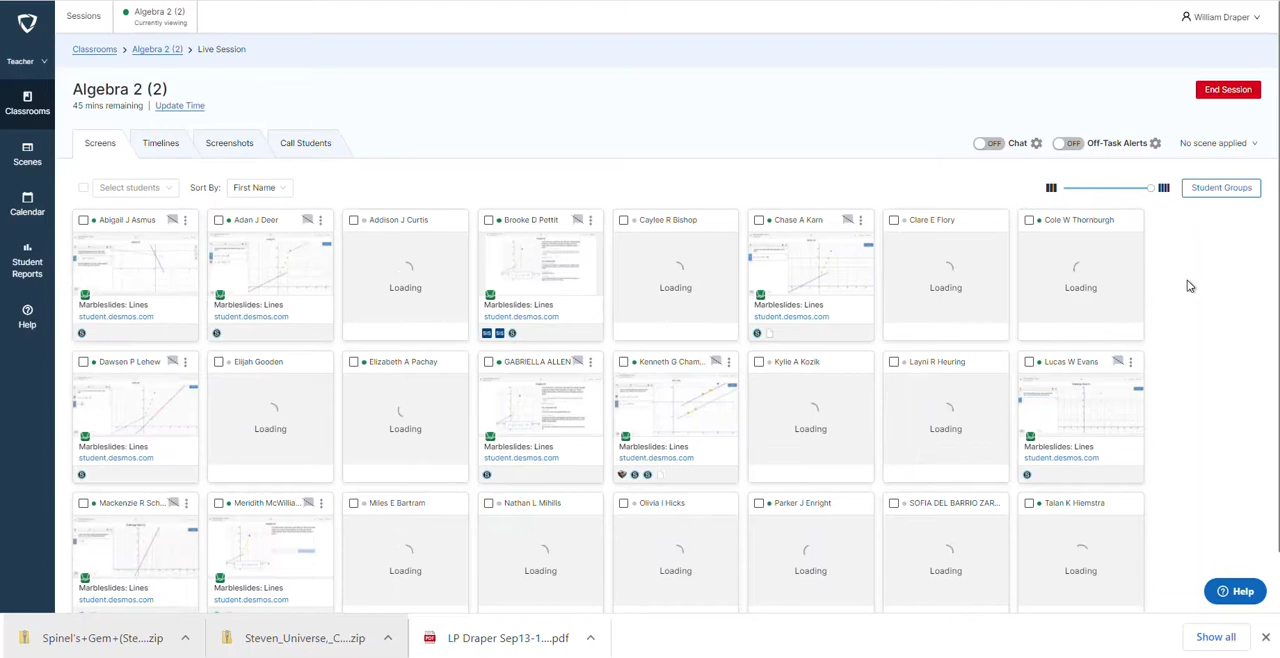 Sessions
Algebra 2 (2)
Currently viewing
William Draper
Teacher
Classrooms > Algebra 2 (2) > Live Session
Algebra 2 (2)
45 mins remaining | Update Time
End Session
Classrooms
Scenes
Calendar
Student Reports
Help
Screens Timelines Screenshots Call Students
OFF Chat OFF Off-Task Alerts No scene applied
Select students Sort By: First Name Student Groups
Abigail J Asmus Adan J Deer Addison J Curtis Brooke D Pettit Caylee R Bishop Chase A Karn Clare E Flory Cole W Thornburgh
Loading Loading Loading Loading
Marbleslides: Lines Marbleslides: Lines Marbleslides: Lines Marbleslides: Lines
student.desmos.com student.desmos.com student.desmos.com student.desmos.com
Dawsen P Lehew Elijah Gooden Elizabeth A Pachay GABRIELLA ALLEN Kenneth G Cham... Kylie A Kozik Layni R Heuring Lucas W Evans
Loading Loading Loading Loading
Marbleslides: Lines Marbleslides: Lines Marbleslides: Lines Marbleslides: Lines
student.desmos.com student.desmos.com student.desmos.com student.desmos.com
Mackenzie R Sch... Meridith McWillia... Miles E Bartram Nathan L Mihills Olivia I Hicks Parker J Enright SOFIA DEL BARRIO ZAR... Talan K Hiemstra
Loading Loading Loading Loading Loading Loading
Marbleslides: Lines Marbleslides: Lines
student.desmos.com student.desmos.com
Help
Spinel's+Gem+(Ste....zip Steven_Universe,_C....zip LP Draper Sep13-1....pdf Show all